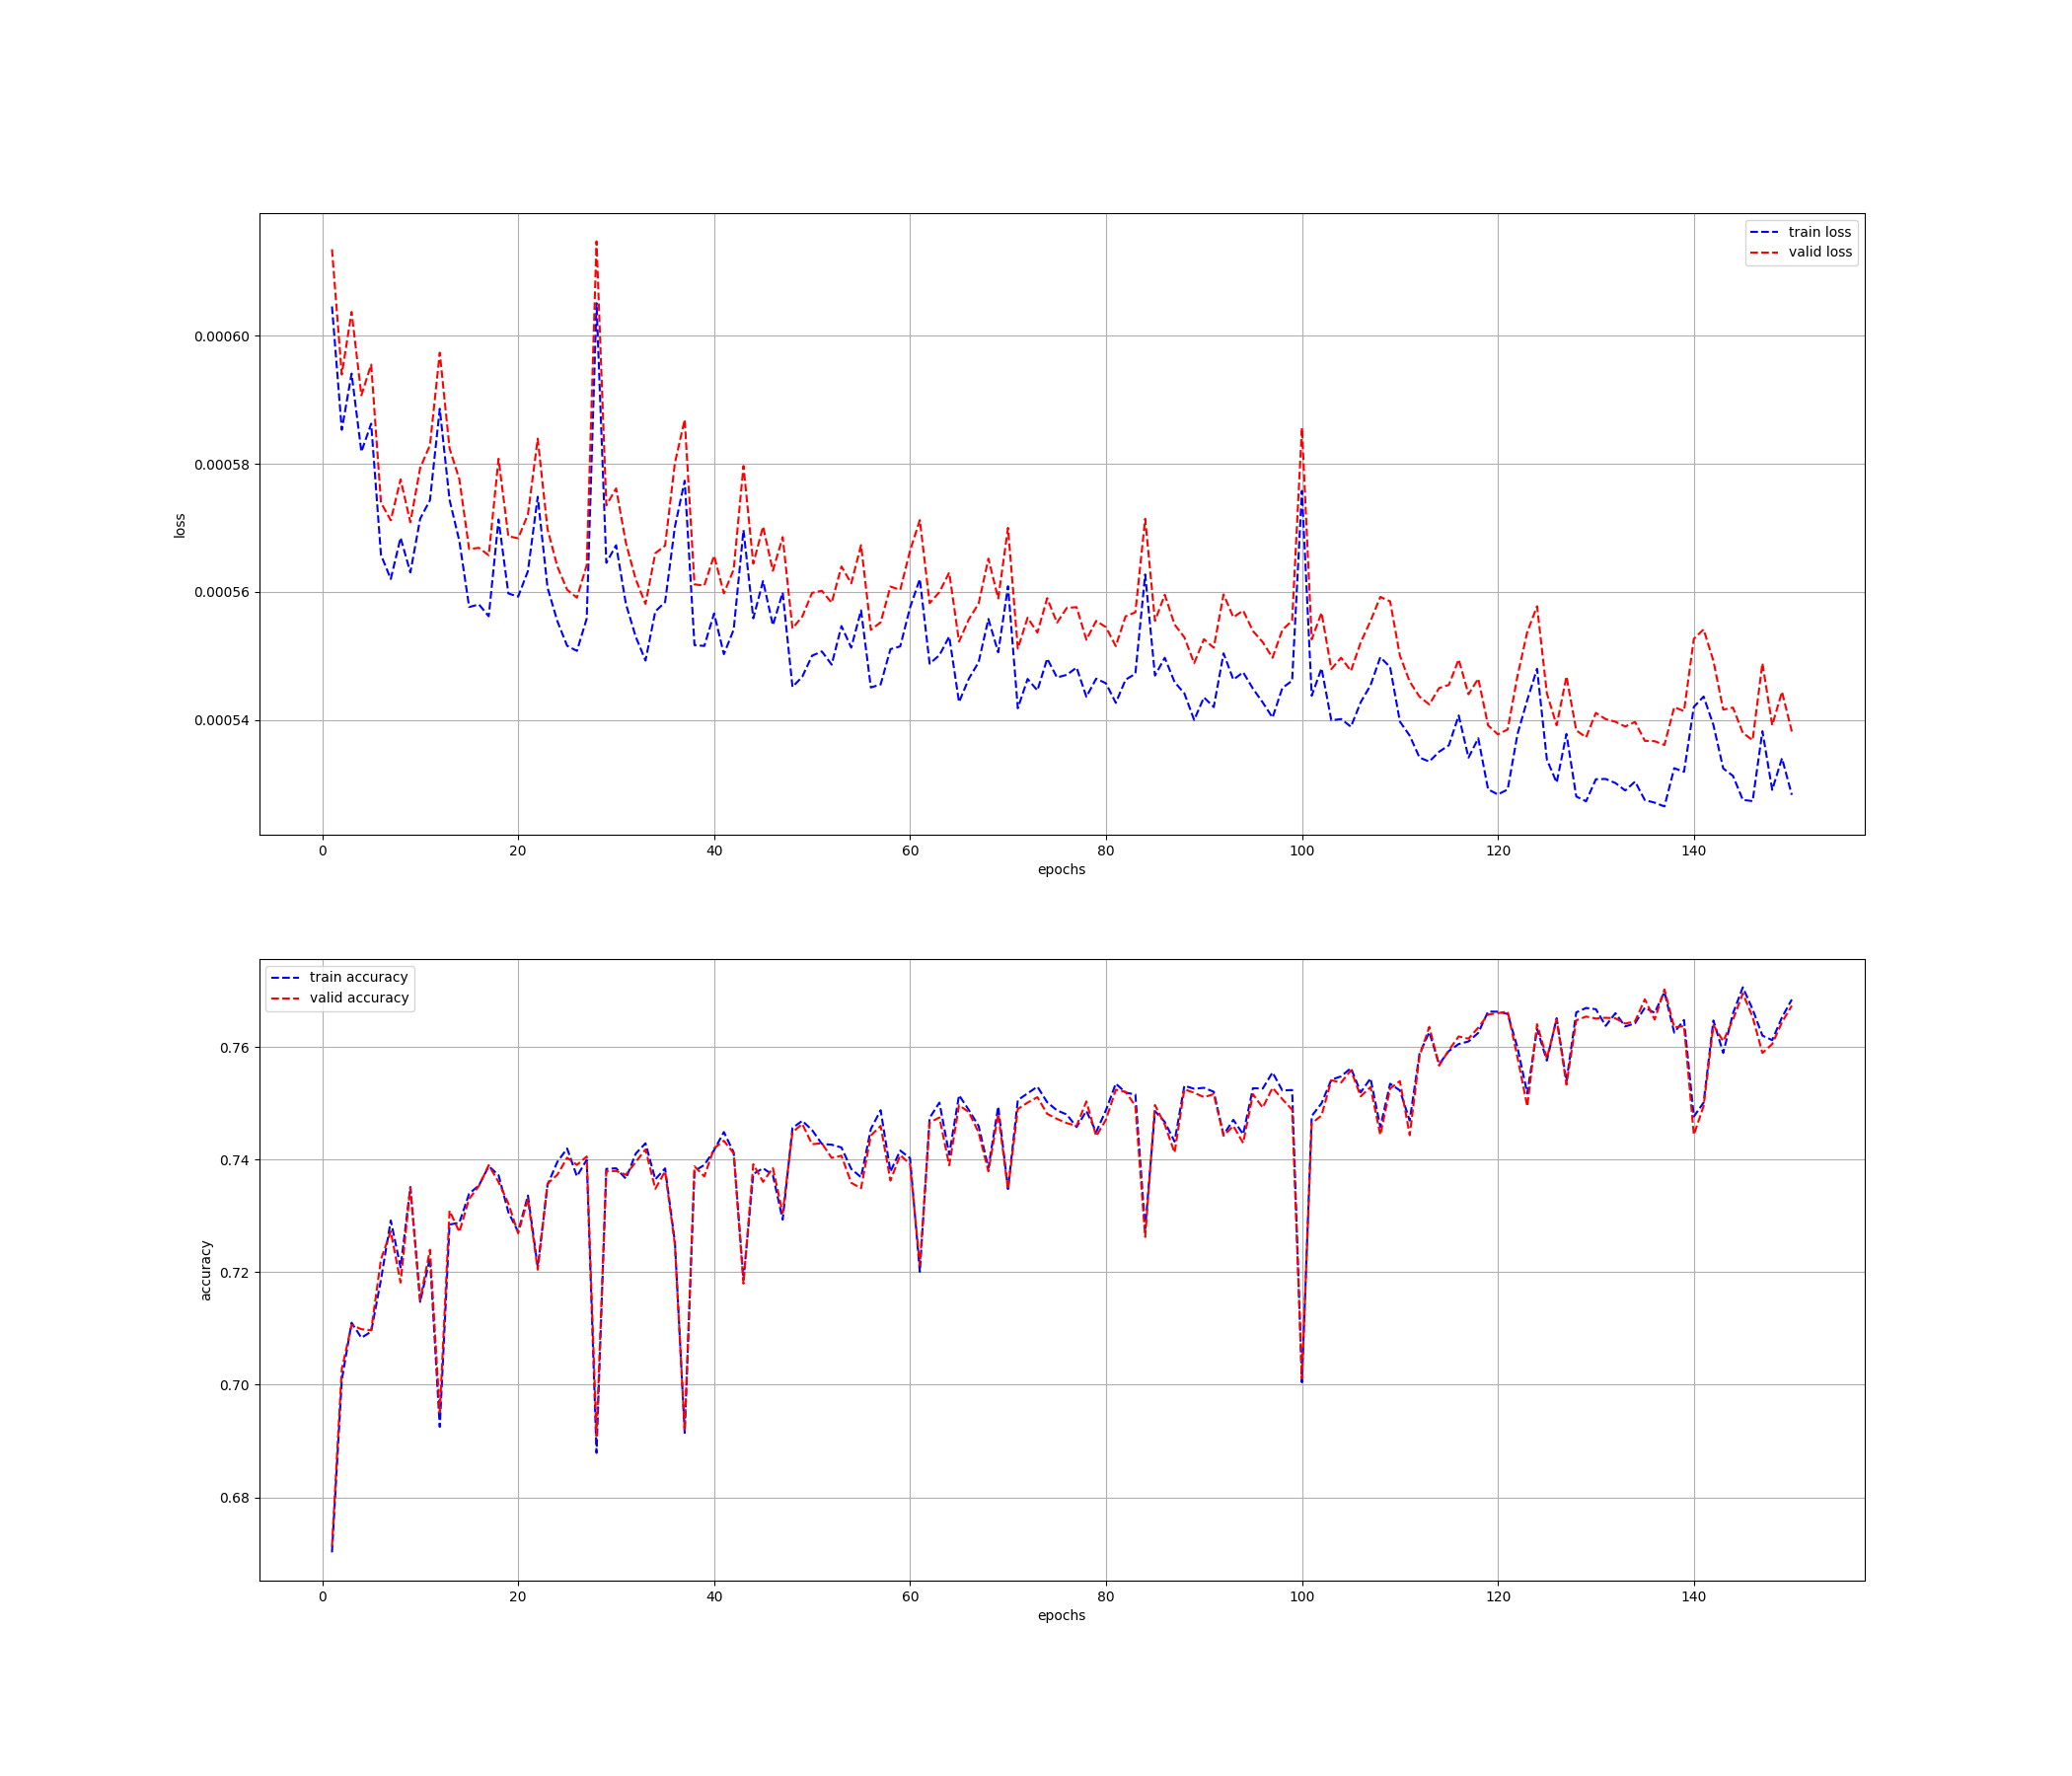 train loss
valid loss
0.00060
0.00058
0.00056
0.00054
loss
0 20 40 60 80 100 120 140
epochs
train accuracy
valid accuracy
0.76
0.74
0.72
0.70
0.68
accuracy
0 20 40 60 80 100 120 140
epochs